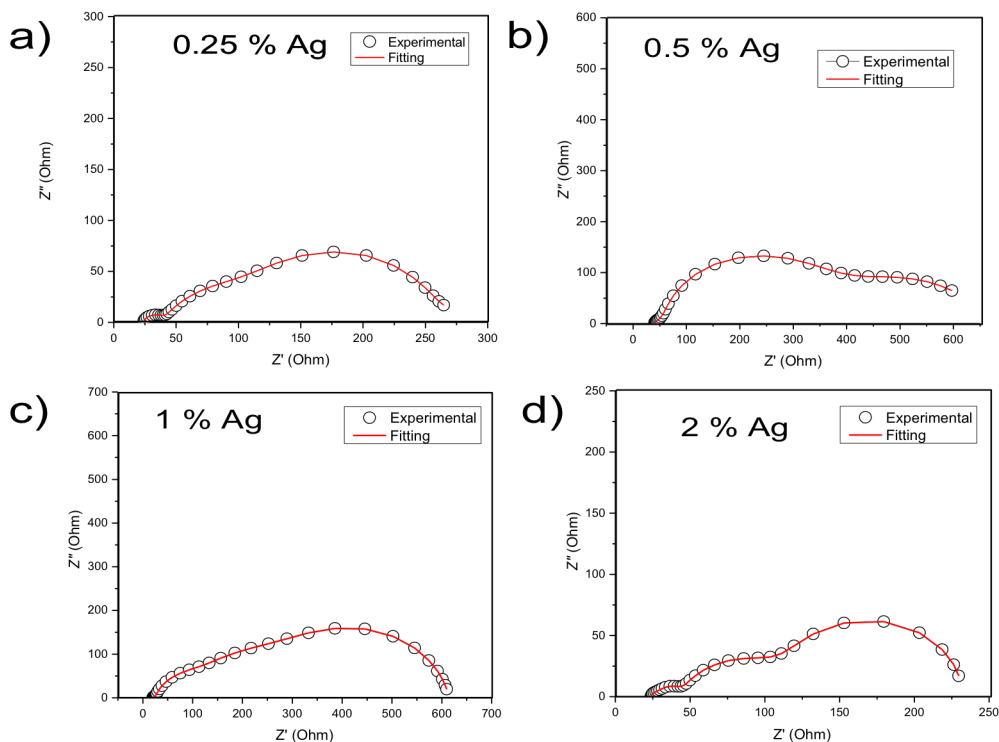 a)
0.25 % Ag
Experimental
Fitting
300
250
200
150
100
50
0
Z" (Ohm)
0 50 100 150 200 250 300
Z' (Ohm)
b)
0.5 % Ag
Experimental
Fitting
600
500
400
300
200
100
0
Z" (Ohm)
0 100 200 300 400 500 600
Z' (Ohm)
c)
1 % Ag
Experimental
Fitting
700
600
500
400
300
200
100
0
Z" (Ohm)
0 100 200 300 400 500 600 700
Z' (Ohm)
d)
2 % Ag
Experimental
Fitting
250
200
150
100
50
0
Z" (Ohm)
0 50 100 150 200 250
Z' (Ohm)